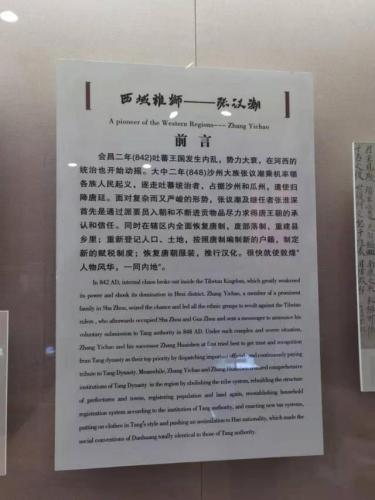 西域雄狮——张议潮
A pioneer of the Western Regions--- Zhang Yichao
前 言
会昌二年(842)吐蕃王国发生内乱，势力大衰，在河西的
统治也开始动摇。大中二年(848)沙州大族张议潮乘机率领
各族人民起义，逐走吐蕃统治者，占据沙州和瓜州，遣使归
降唐廷。面对复杂而又严峻的形势，张议潮及继任者张淮深
首先是通过派要员入朝和不断进贡物品尽力求得唐王朝的承
认和信任。同时在辖区内全面恢复唐制，废部落制，重建县
乡里；重新登记人口、土地，按照唐制编制新的户籍，制定
新的赋税制度；恢复唐朝服装，推行汉化。很快就使敦煌"
人物风华，一同内地"。
In 842 AD, internal chaos broke out inside the Tibetan Kingdom, which greatly weakened
its power and shook its domination in Hexi district. Zhang Yichao, a member of a prominent
family in Sha Zhou, seized the chance and led all the ethnic groups to revolt against the Tibetan
rulers , who afterwards occupied Sha Zhou and Gua Zhou and sent a messenger to announce his
voluntary submission to Tang authority in 848 AD. Under such complex and severe situation,
Zhang Yichao and his successor Zhang Huaishen at first tried best to get trust and recognition
from Tang dynasty as their top priority by dispatching important officials and continuously paying
tribute to Tang Dynasty. Meanwhile, Zhang Yichao and Zhang comprehensive
institutions of Tang Dynasty in the region by abolishing the tribe system, rebuilding the structure
of prefectures and towns, registering population and land again, reestablishing household
registration system according to the institution of Tang authority, and enacting new tax systems,
putting on clothes in Tang's style and pushing an assimilation to Han nationality, which made the
social conventions of Dunhuang totally identical to those of Tang authority.